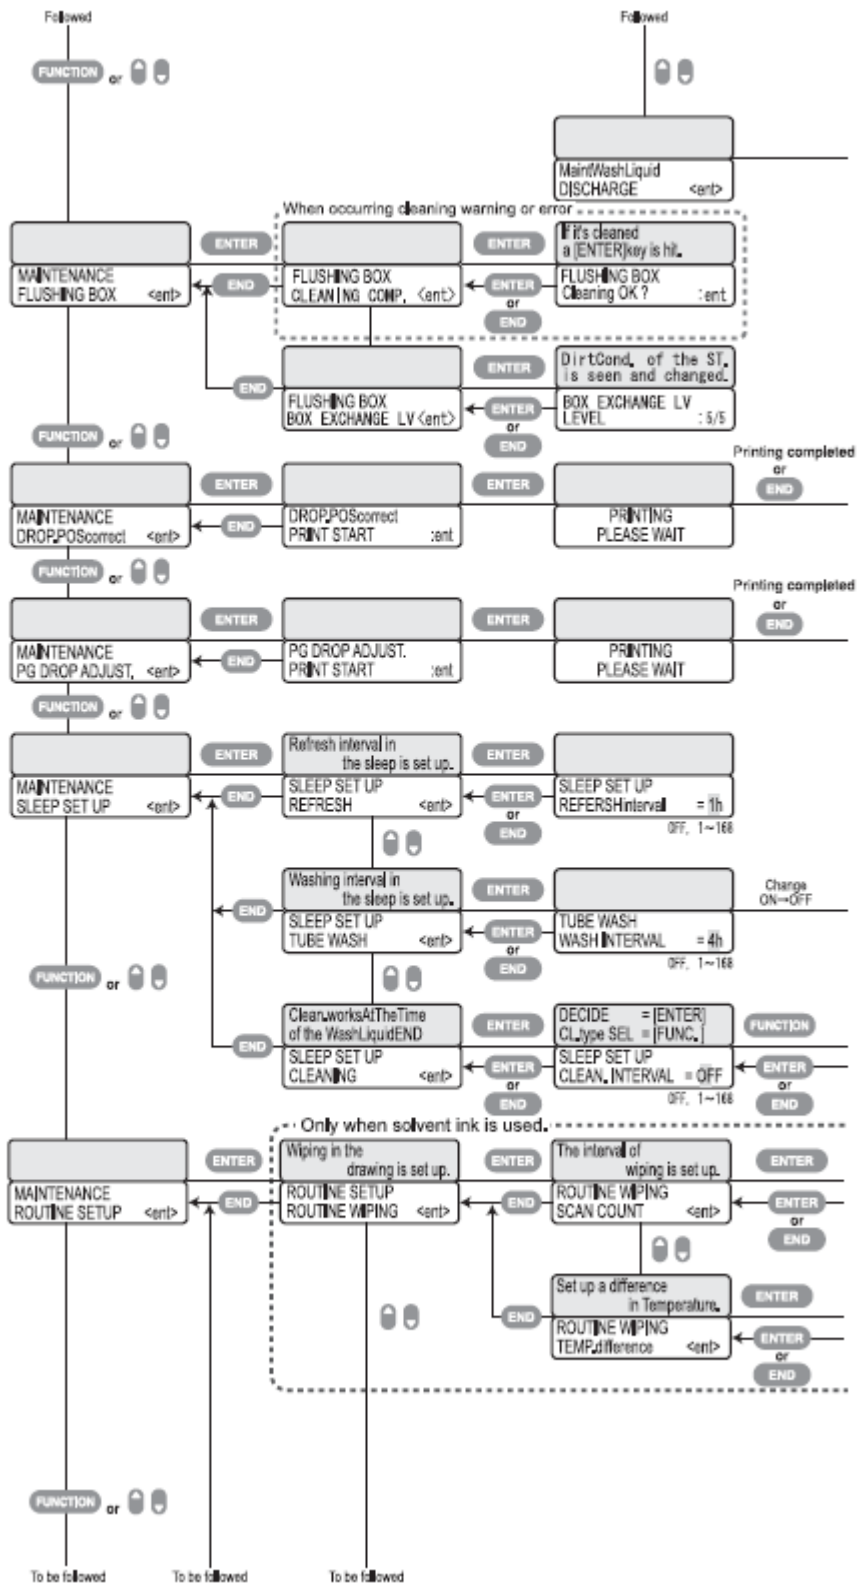 Followed
Followed
FUNCTION or
MaintWashLiquid
DISCHARGE <ent>
When occurring cleaning warning or error
ENTER
ENTER
If it's cleaned
a [ENTER]key is hit.
MAINTENANCE
FLUSHING BOX <ent>
END
FLUSHING BOX
CLEANING COMP. <ent>
ENTER
or
END
FLUSHING BOX
Cleaning OK ? :ent
END
ENTER
DirtCond. of the ST.
is seen and changed.
FLUSHING BOX
BOX EXCHANGE LV<ent>
ENTER
or
END
BOX EXCHANGE LV
LEVEL :5/5
FUNCTION or
Printing completed
or
END
ENTER
ENTER
MAINTENANCE
DROP.POScorrect <ent>
END
DROP.POScorrect
PRINT START :ent
PRINTING
PLEASE WAIT
FUNCTION or
Printing completed
or
END
ENTER
ENTER
MAINTENANCE
PG DROP ADJUST. <ent>
END
PG DROP ADJUST.
PRINT START :ent
PRINTING
PLEASE WAIT
FUNCTION or
ENTER
Refresh interval in
the sleep is set up.
ENTER
MAINTENANCE
SLEEP SET UP <ent>
END
SLEEP SET UP
REFRESH <ent>
ENTER
or
END
SLEEP SET UP
REFERSHinterval = 1h
OFF, 1~168
Washing interval in
the sleep is set up.
ENTER
Change
ON→OFF
END
SLEEP SET UP
TUBE WASH <ent>
ENTER
or
END
TUBE WASH
WASH INTERVAL = 4h
OFF, 1~168
FUNCTION or
Clean.worksAtTheTime
of the WashLiquidEND
ENTER
DECIDE = [ENTER]
CL.type SEL = [FUNC.]
FUNCTION
END
SLEEP SET UP
CLEANING <ent>
ENTER
or
END
SLEEP SET UP
CLEAN. INTERVAL = OFF
OFF, 1~168
ENTER
or
END
Only when solvent ink is used.
ENTER
Wiping in the
drawing is set up.
ENTER
The interval of
wiping is set up.
ENTER
MAINTENANCE
ROUTINE SETUP <ent>
END
ROUTINE SETUP
ROUTINE WIPING <ent>
END
ROUTINE WIPING
SCAN COUNT <ent>
ENTER
or
END
Set up a difference
in Temperature.
ENTER
END
ROUTINE WIPING
TEMP.difference <ent>
ENTER
or
END
FUNCTION or
To be followed
To be followed
To be followed